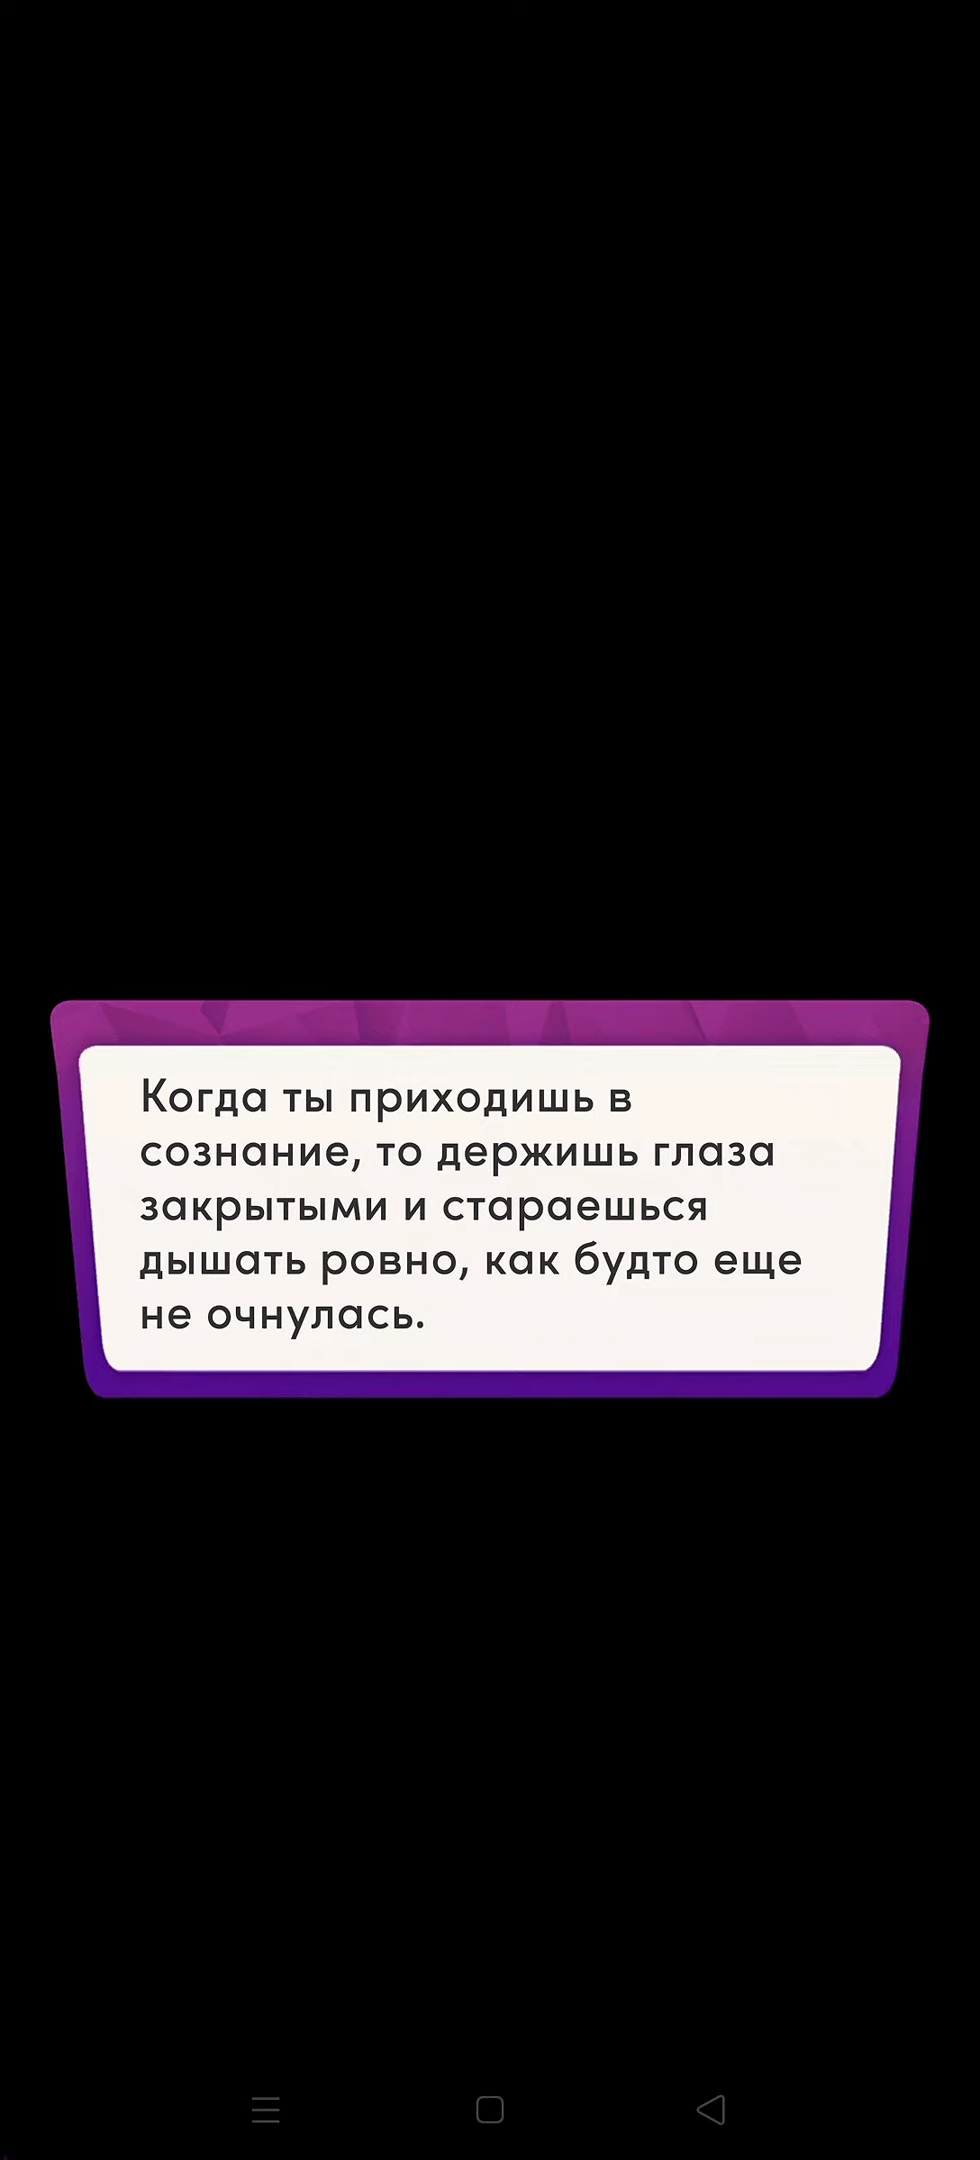 Когда ты приходишь в
сознание, то держишь глаза
закрытыми и стараешься
дышать ровно, как будто еще
не очнулась.